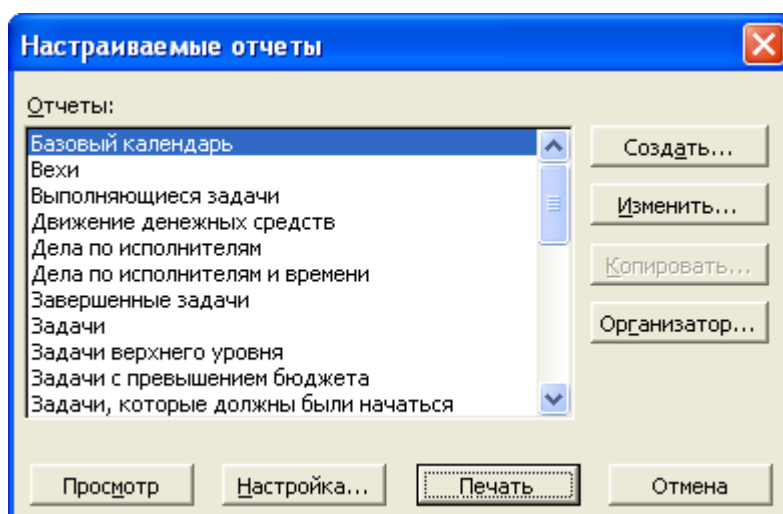 Настраиваемые отчеты
Отчеты:
Базовый календарь
Вехи
Выполняющиеся задачи
Движение денежных средств
Дела по исполнителям
Дела по исполнителям и времени
Завершенные задачи
Задачи
Задачи верхнего уровня
Задачи с превышением бюджета
Задачи, которые должны были начаться
Создать...
Изменить...
Копировать...
Организатор...
Просмотр
Настройка...
Печать
Отмена